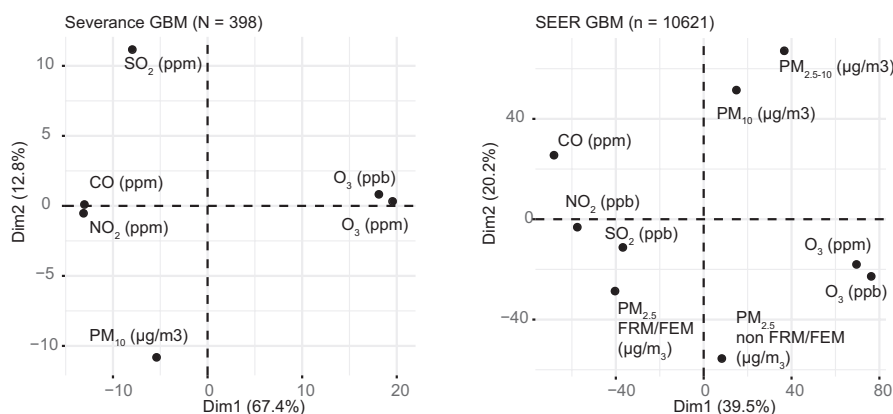 Severance GBM (N = 398)
10
5
0
−5
−10
Dim2 (12.8%)
SO2 (ppm)
CO (ppm)
NO2 (ppm)
O3 (ppb)
O3 (ppm)
PM10 (µg/m3)
−10
0
10
20
Dim1 (67.4%)
SEER GBM (n = 10621)
40
0
−40
Dim2 (20.2%)
PM2.5-10 (µg/m3)
PM10 (µg/m3)
CO (ppm)
NO2 (ppb)
SO2 (ppb)
O3 (ppm)
O3 (ppb)
PM2.5
FRM/FEM
(µg/m3)
PM2.5
non FRM/FEM
(µg/m3)
−40
0
40
80
Dim1 (39.5%)